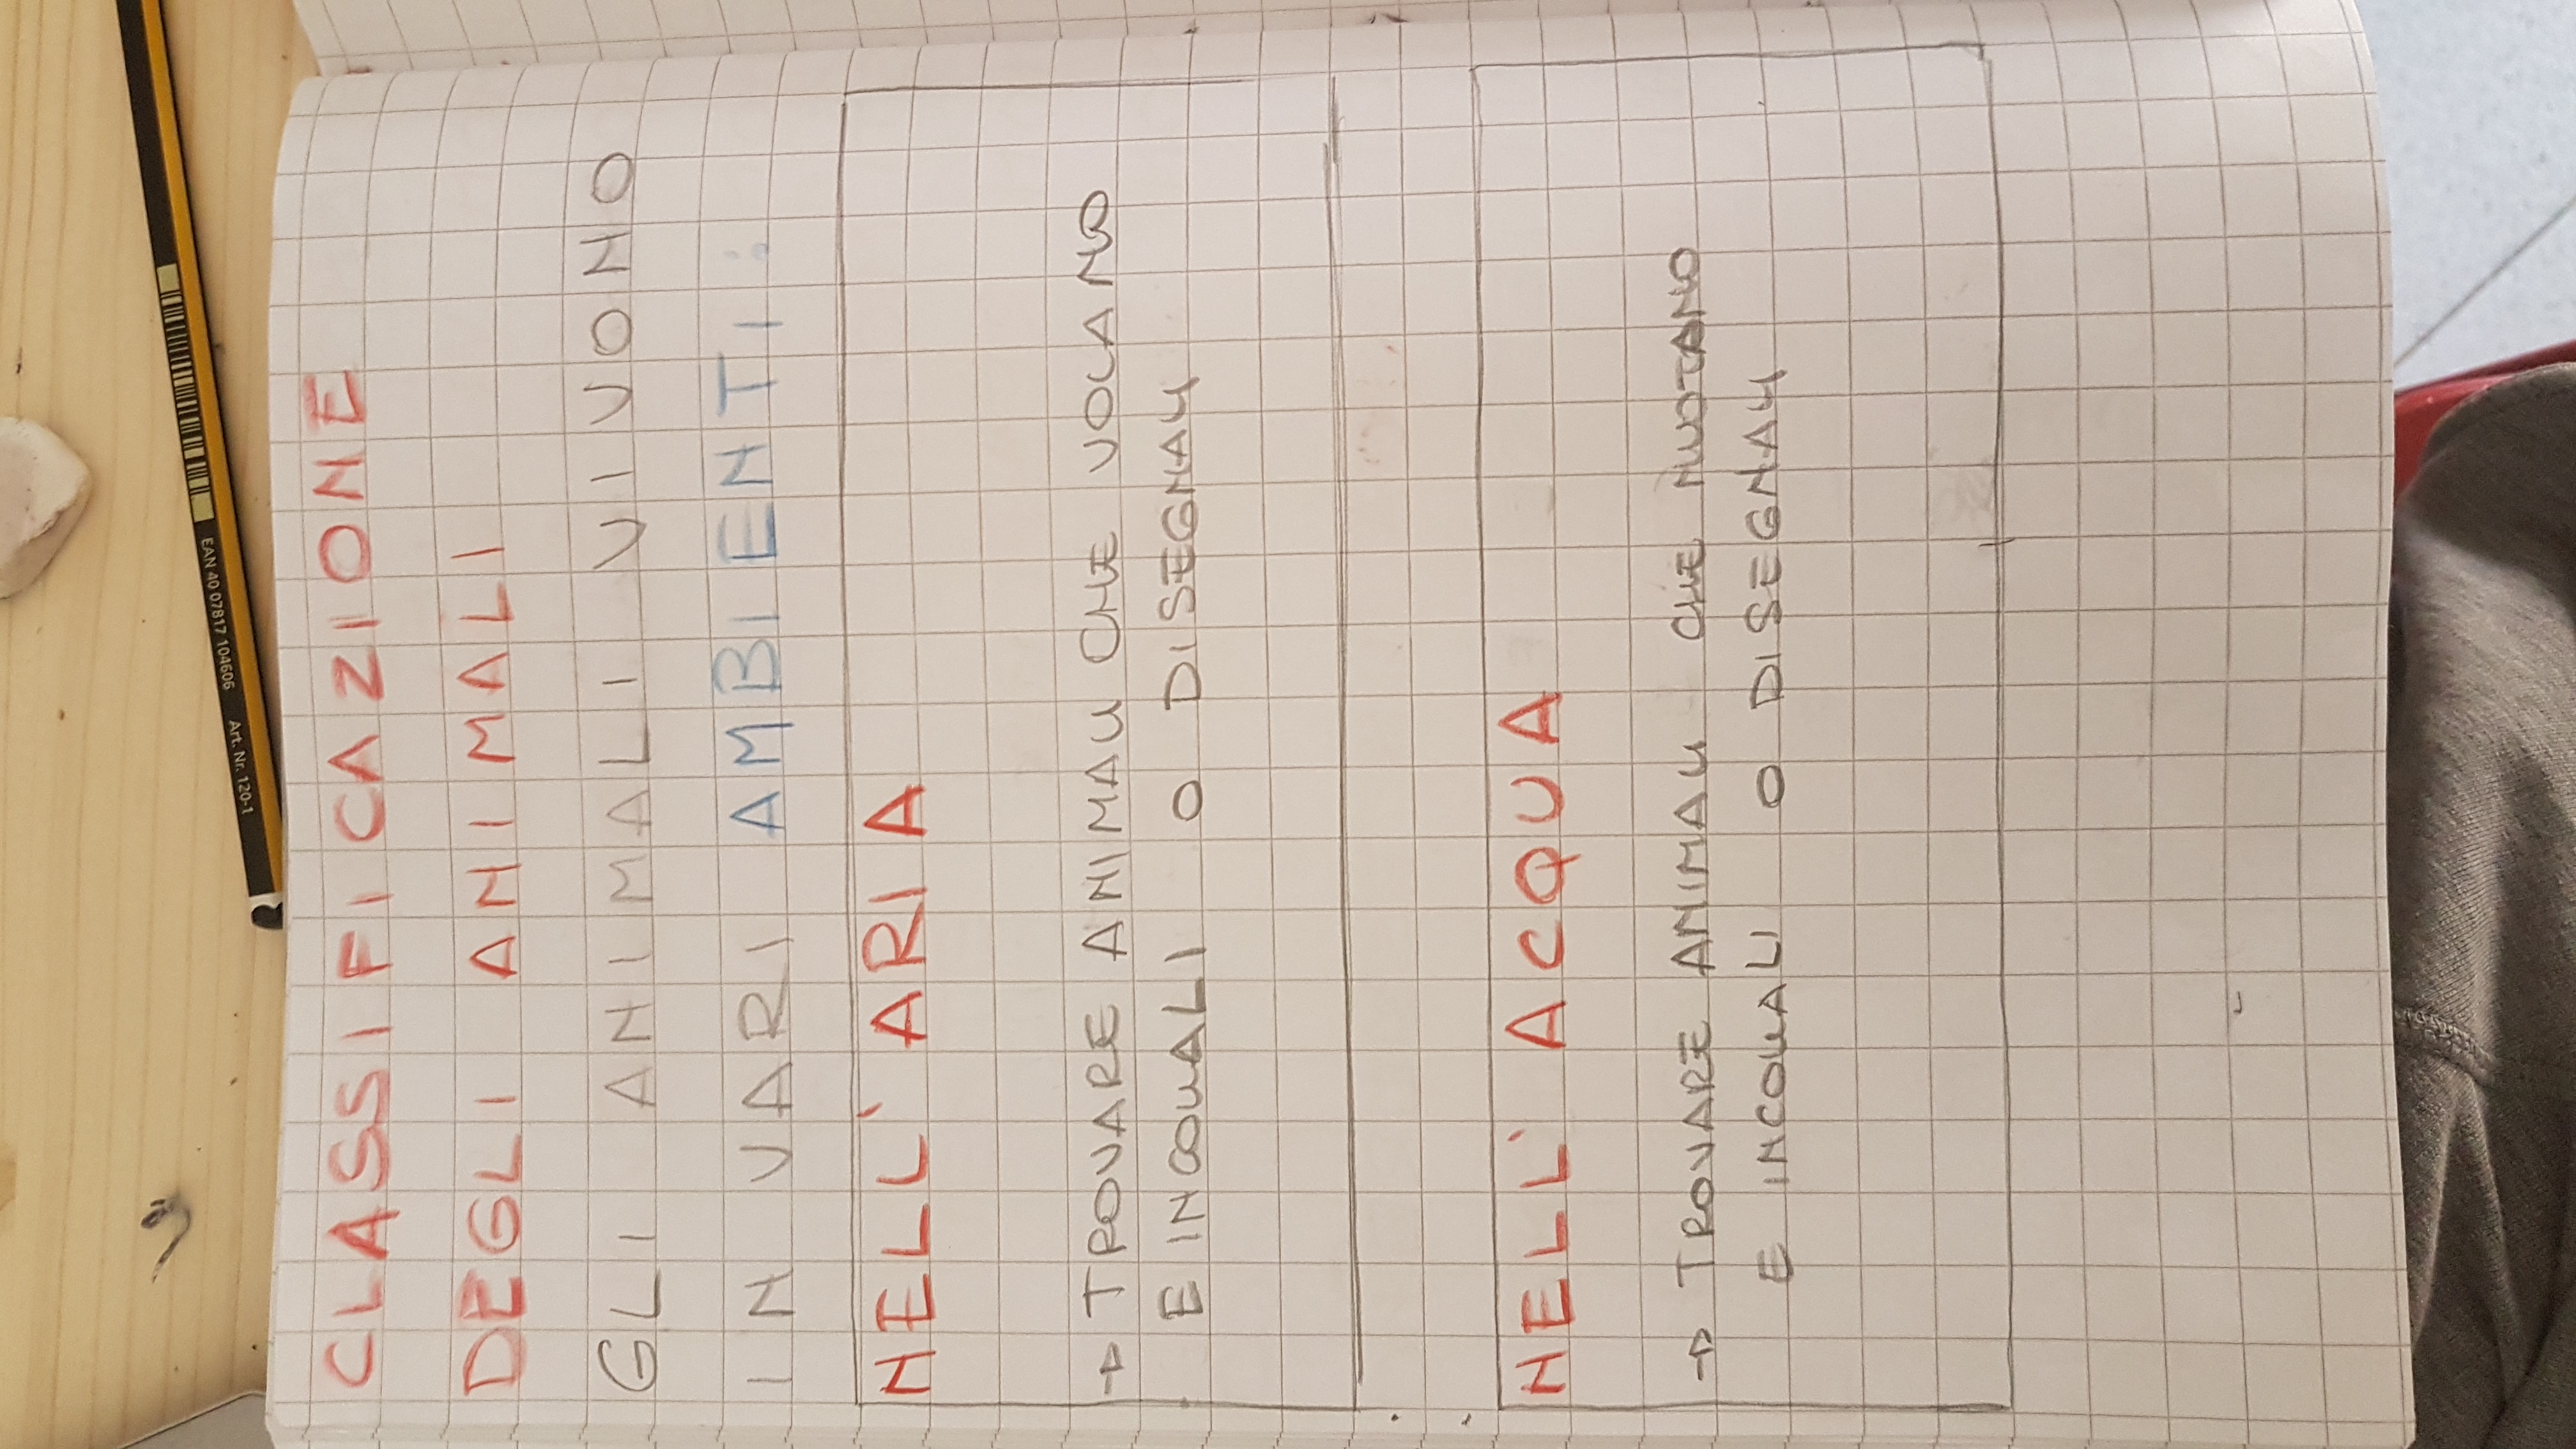 Art. Nr. 120-1 EAN 40 07817 104606
CLASSIFICAZIONE
DEGLI ANIMALI
GLI ANIMALI VIVONO
IN VARI AMBIENTI:
NELL'ARIA
→ TROVARE ANIMALI CHE VOLANO
E INCOLLALI O DISEGNALI
NELL'ACQUA
→ TROVARE ANIMALI CHE NUOTANO
E INCOLLALI O DISEGNALI